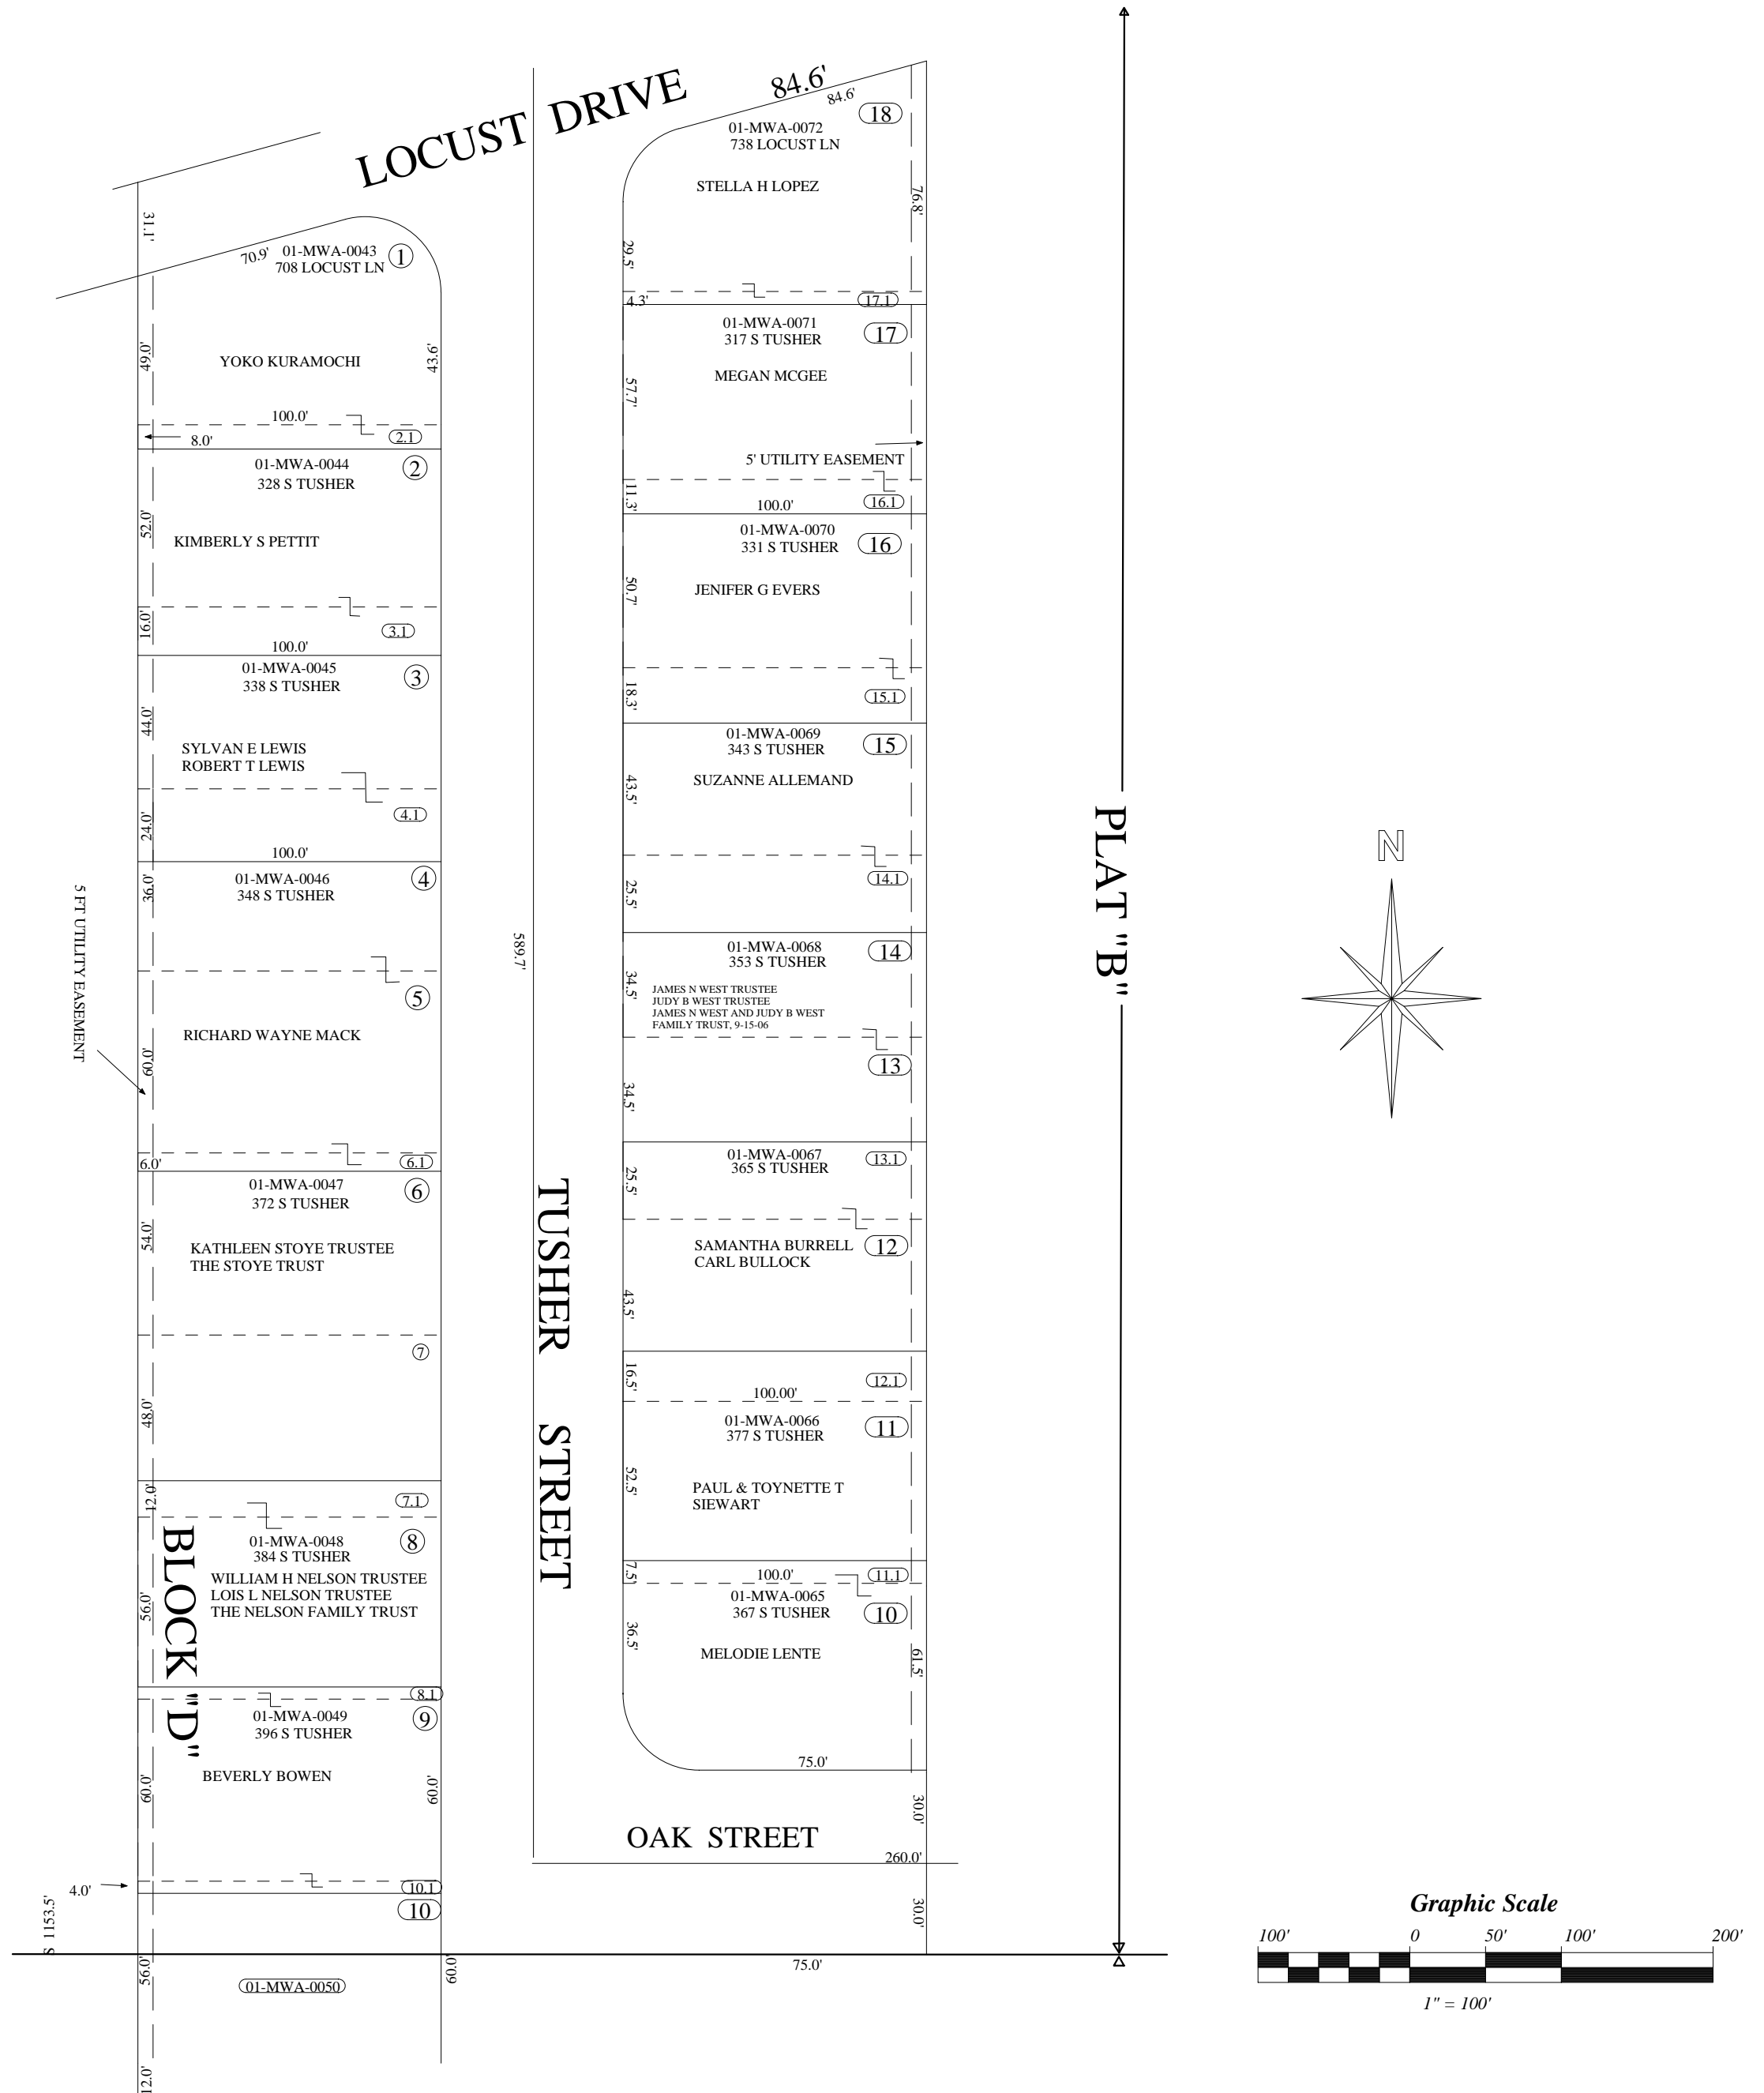 LOCUST DRIVE
84.6'
84.6'
18
01-MWA-0072
738 LOCUST LN
STELLA H LOPEZ
76.8'
29.5'
4.3'
17.1
31.1'
70.9'
01-MWA-0043
708 LOCUST LN
1
49.0'
YOKO KURAMOCHI
43.6'
100.0'
8.0'
2.1
01-MWA-0044
328 S TUSHER
2
52.0'
KIMBERLY S PETTIT
16.0'
3.1
100.0'
01-MWA-0045
338 S TUSHER
3
44.0'
SYLVAN E LEWIS
ROBERT T LEWIS
24.0'
4.1
100.0'
01-MWA-0046
348 S TUSHER
4
36.0'
5 FT UTILITY EASEMENT
5
RICHARD WAYNE MACK
60.0'
6.0'
6.1
01-MWA-0047
372 S TUSHER
6
54.0'
KATHLEEN STOYE TRUSTEE
THE STOYE TRUST
7
48.0'
12.0'
7.1
01-MWA-0048
384 S TUSHER
8
WILLIAM H NELSON TRUSTEE
LOIS L NELSON TRUSTEE
THE NELSON FAMILY TRUST
56.0'
BLOCK "D"
8.1
01-MWA-0049
396 S TUSHER
9
BEVERLY BOWEN
60.0'
60.0'
4.0'
10.1
10
S 1153.5'
56.0'
60.0'
01-MWA-0050
12.0'
589.7'
TUSHER STREET
01-MWA-0071
317 S TUSHER
17
MEGAN MCGEE
57.7'
5' UTILITY EASEMENT
11.3'
16.1
100.0'
01-MWA-0070
331 S TUSHER
16
JENIFER G EVERS
50.7'
18.3'
15.1
01-MWA-0069
343 S TUSHER
15
SUZANNE ALLEMAND
43.5'
14.1
25.5'
01-MWA-0068
353 S TUSHER
14
34.5'
JAMES N WEST TRUSTEE
JUDY B WEST TRUSTEE
JAMES N WEST AND JUDY B WEST
FAMILY TRUST, 9-15-06
13
34.5'
01-MWA-0067
365 S TUSHER
13.1
25.5'
SAMANTHA BURRELL
CARL BULLOCK
12
43.5'
16.5'
12.1
100.00'
01-MWA-0066
377 S TUSHER
11
52.5'
PAUL & TOYNETTE T
SIEWART
7.5'
100.0'
11.1
01-MWA-0065
367 S TUSHER
10
36.5'
MELODIE LENTE
61.5'
75.0'
30.0'
OAK STREET
260.0'
30.0'
75.0'
PLAT "B"
N
Graphic Scale
100' 0 50' 100' 200'
1" = 100'